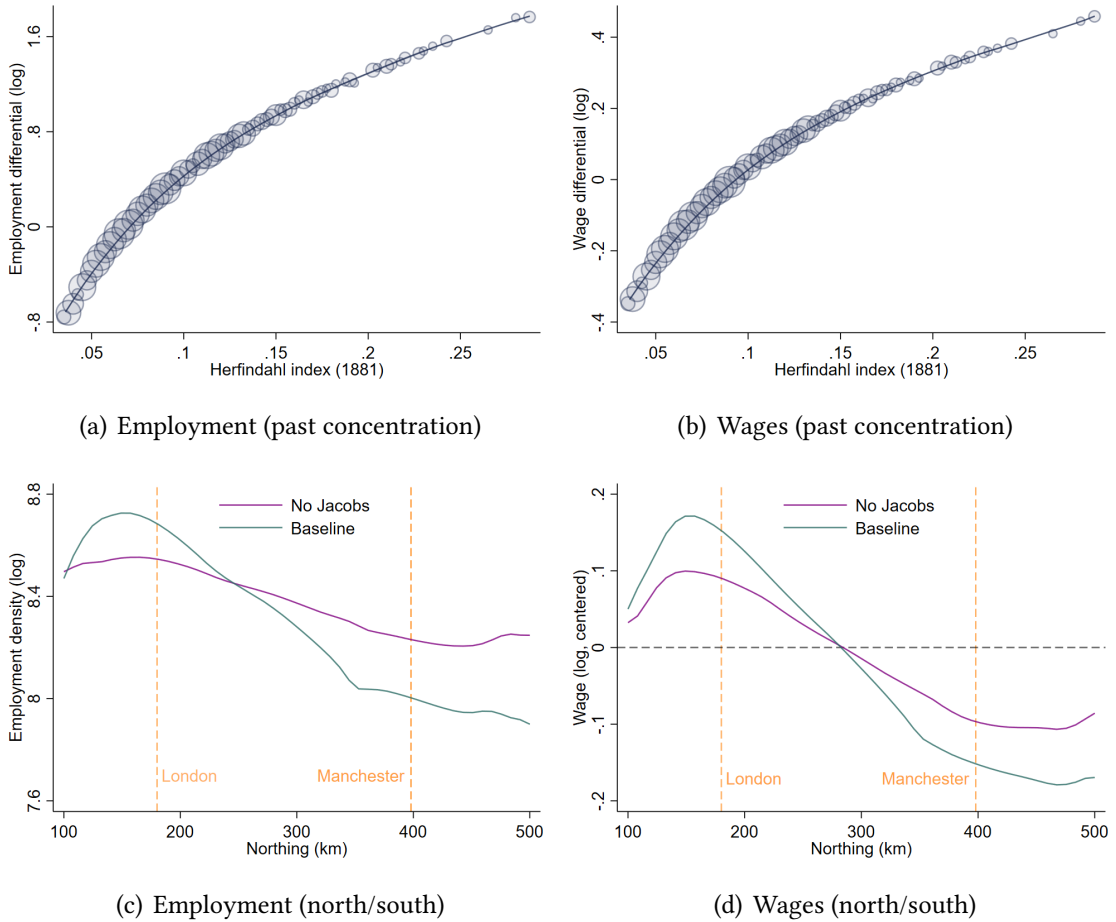 Employment differential (log)
1.6
.8
0
-.8
.05
.1
.15
.2
.25
Herfindahl index (1881)
(a) Employment (past concentration)
Wage differential (log)
.4
.2
0
-.2
-.4
.05
.1
.15
.2
.25
Herfindahl index (1881)
(b) Wages (past concentration)
Employment density (log)
8.8
8.4
8
7.6
No Jacobs
Baseline
London
Manchester
100
200
300
400
500
Northing (km)
(c) Employment (north/south)
Wage (log, centered)
.2
.1
0
-.1
-.2
No Jacobs
Baseline
London
Manchester
100
200
300
400
500
Northing (km)
(d) Wages (north/south)